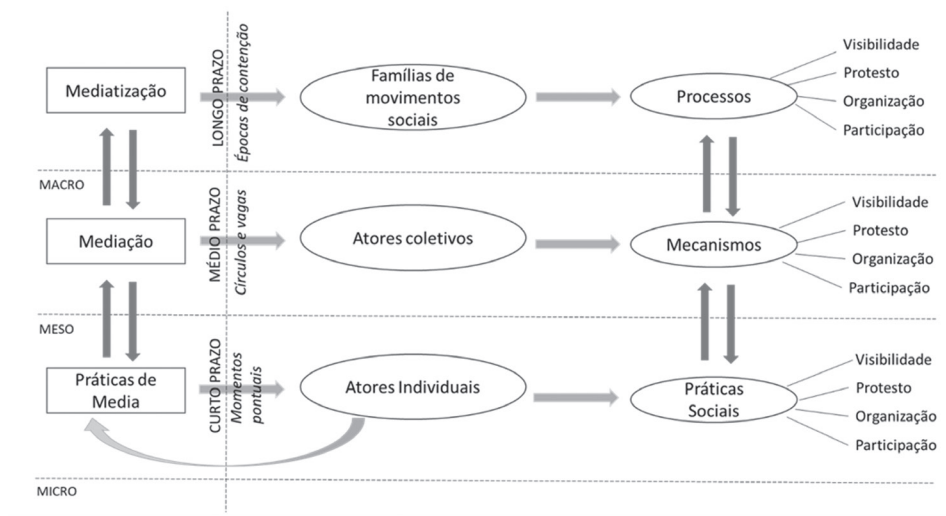 Mediatização
LONGO PRAZO
Épocas de contenção
Famílias de
movimentos
sociais
Processos
Visibilidade
Protesto
Organização
Participação
MACRO
Mediação
MÉDIO PRAZO
Círculos e vagas
Atores coletivos
Mecanismos
Visibilidade
Protesto
Organização
Participação
MESO
Práticas de
Media
CURTO PRAZO
Momentos
pontuais
Atores Individuais
Práticas
Sociais
Visibilidade
Protesto
Organização
Participação
MICRO